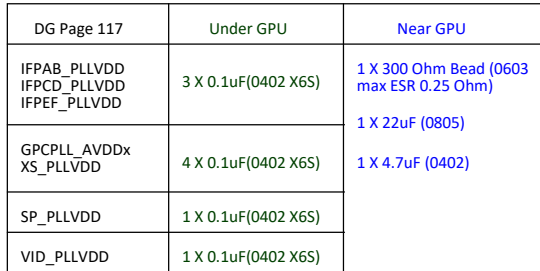 DG Page 117
Under GPU
Near GPU
IFPAB_PLLVDD
IFPCD_PLLVDD
IFPEF_PLLVDD
3 X 0.1uF(0402 X6S)
1 X 300 Ohm Bead (0603
max ESR 0.25 Ohm)
1 X 22uF (0805)
1 X 4.7uF (0402)
GPCPLL_AVDDx
XS_PLLVDD
4 X 0.1uF(0402 X6S)
SP_PLLVDD
1 X 0.1uF(0402 X6S)
VID_PLLVDD
1 X 0.1uF(0402 X6S)